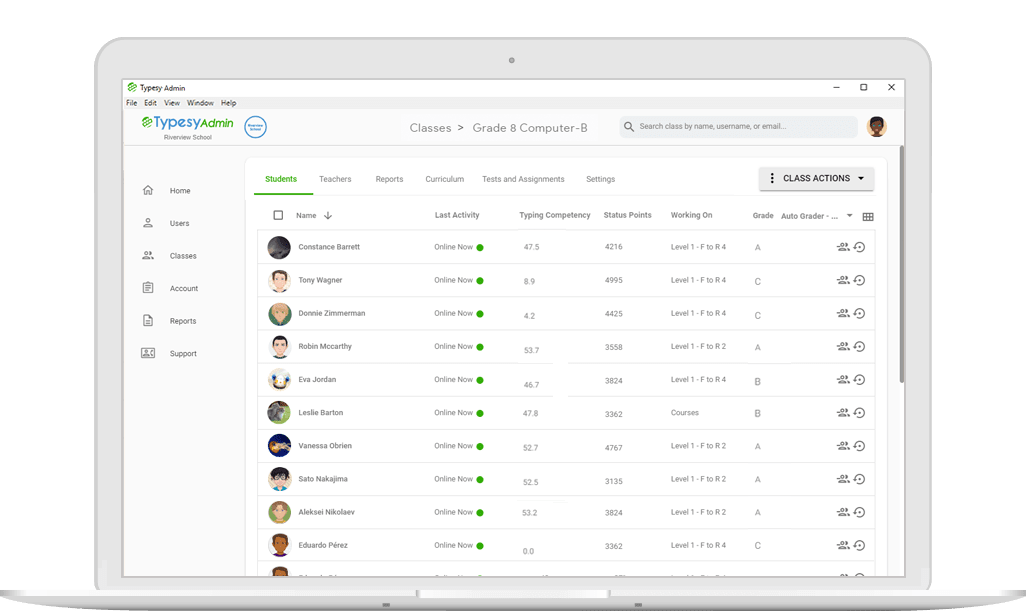 Typesy Admin
File Edit View Window Help
TypesyAdmin
Riverview School
Riverview School
Classes > Grade 8 Computer-B
Search class by name, username, or email...
Home
Users
Classes
Account
Reports
Support
Students Teachers Reports Curriculum Tests and Assignments Settings
CLASS ACTIONS
Name Last Activity Typing Competency Status Points Working On Grade Auto Grader - ...
Constance Barrett Online Now 47.5 4216 Level 1 - F to R 4 A
Tony Wagner Online Now 8.9 4995 Level 1 - F to R 4 C
Donnie Zimmerman Online Now 4.2 4425 Level 1 - F to R 4 C
Robin Mccarthy Online Now 53.7 3558 Level 1 - F to R 2 A
Eva Jordan Online Now 46.7 3824 Level 1 - F to R 4 B
Leslie Barton Online Now 47.8 3362 Courses B
Vanessa Obrien Online Now 52.7 4767 Level 1 - F to R 2 A
Sato Nakajima Online Now 52.5 3135 Level 1 - F to R 2 A
Aleksei Nikolaev Online Now 53.2 3824 Level 1 - F to R 2 A
Eduardo Pérez Online Now 0.0 3362 Level 1 - F to R 4 C